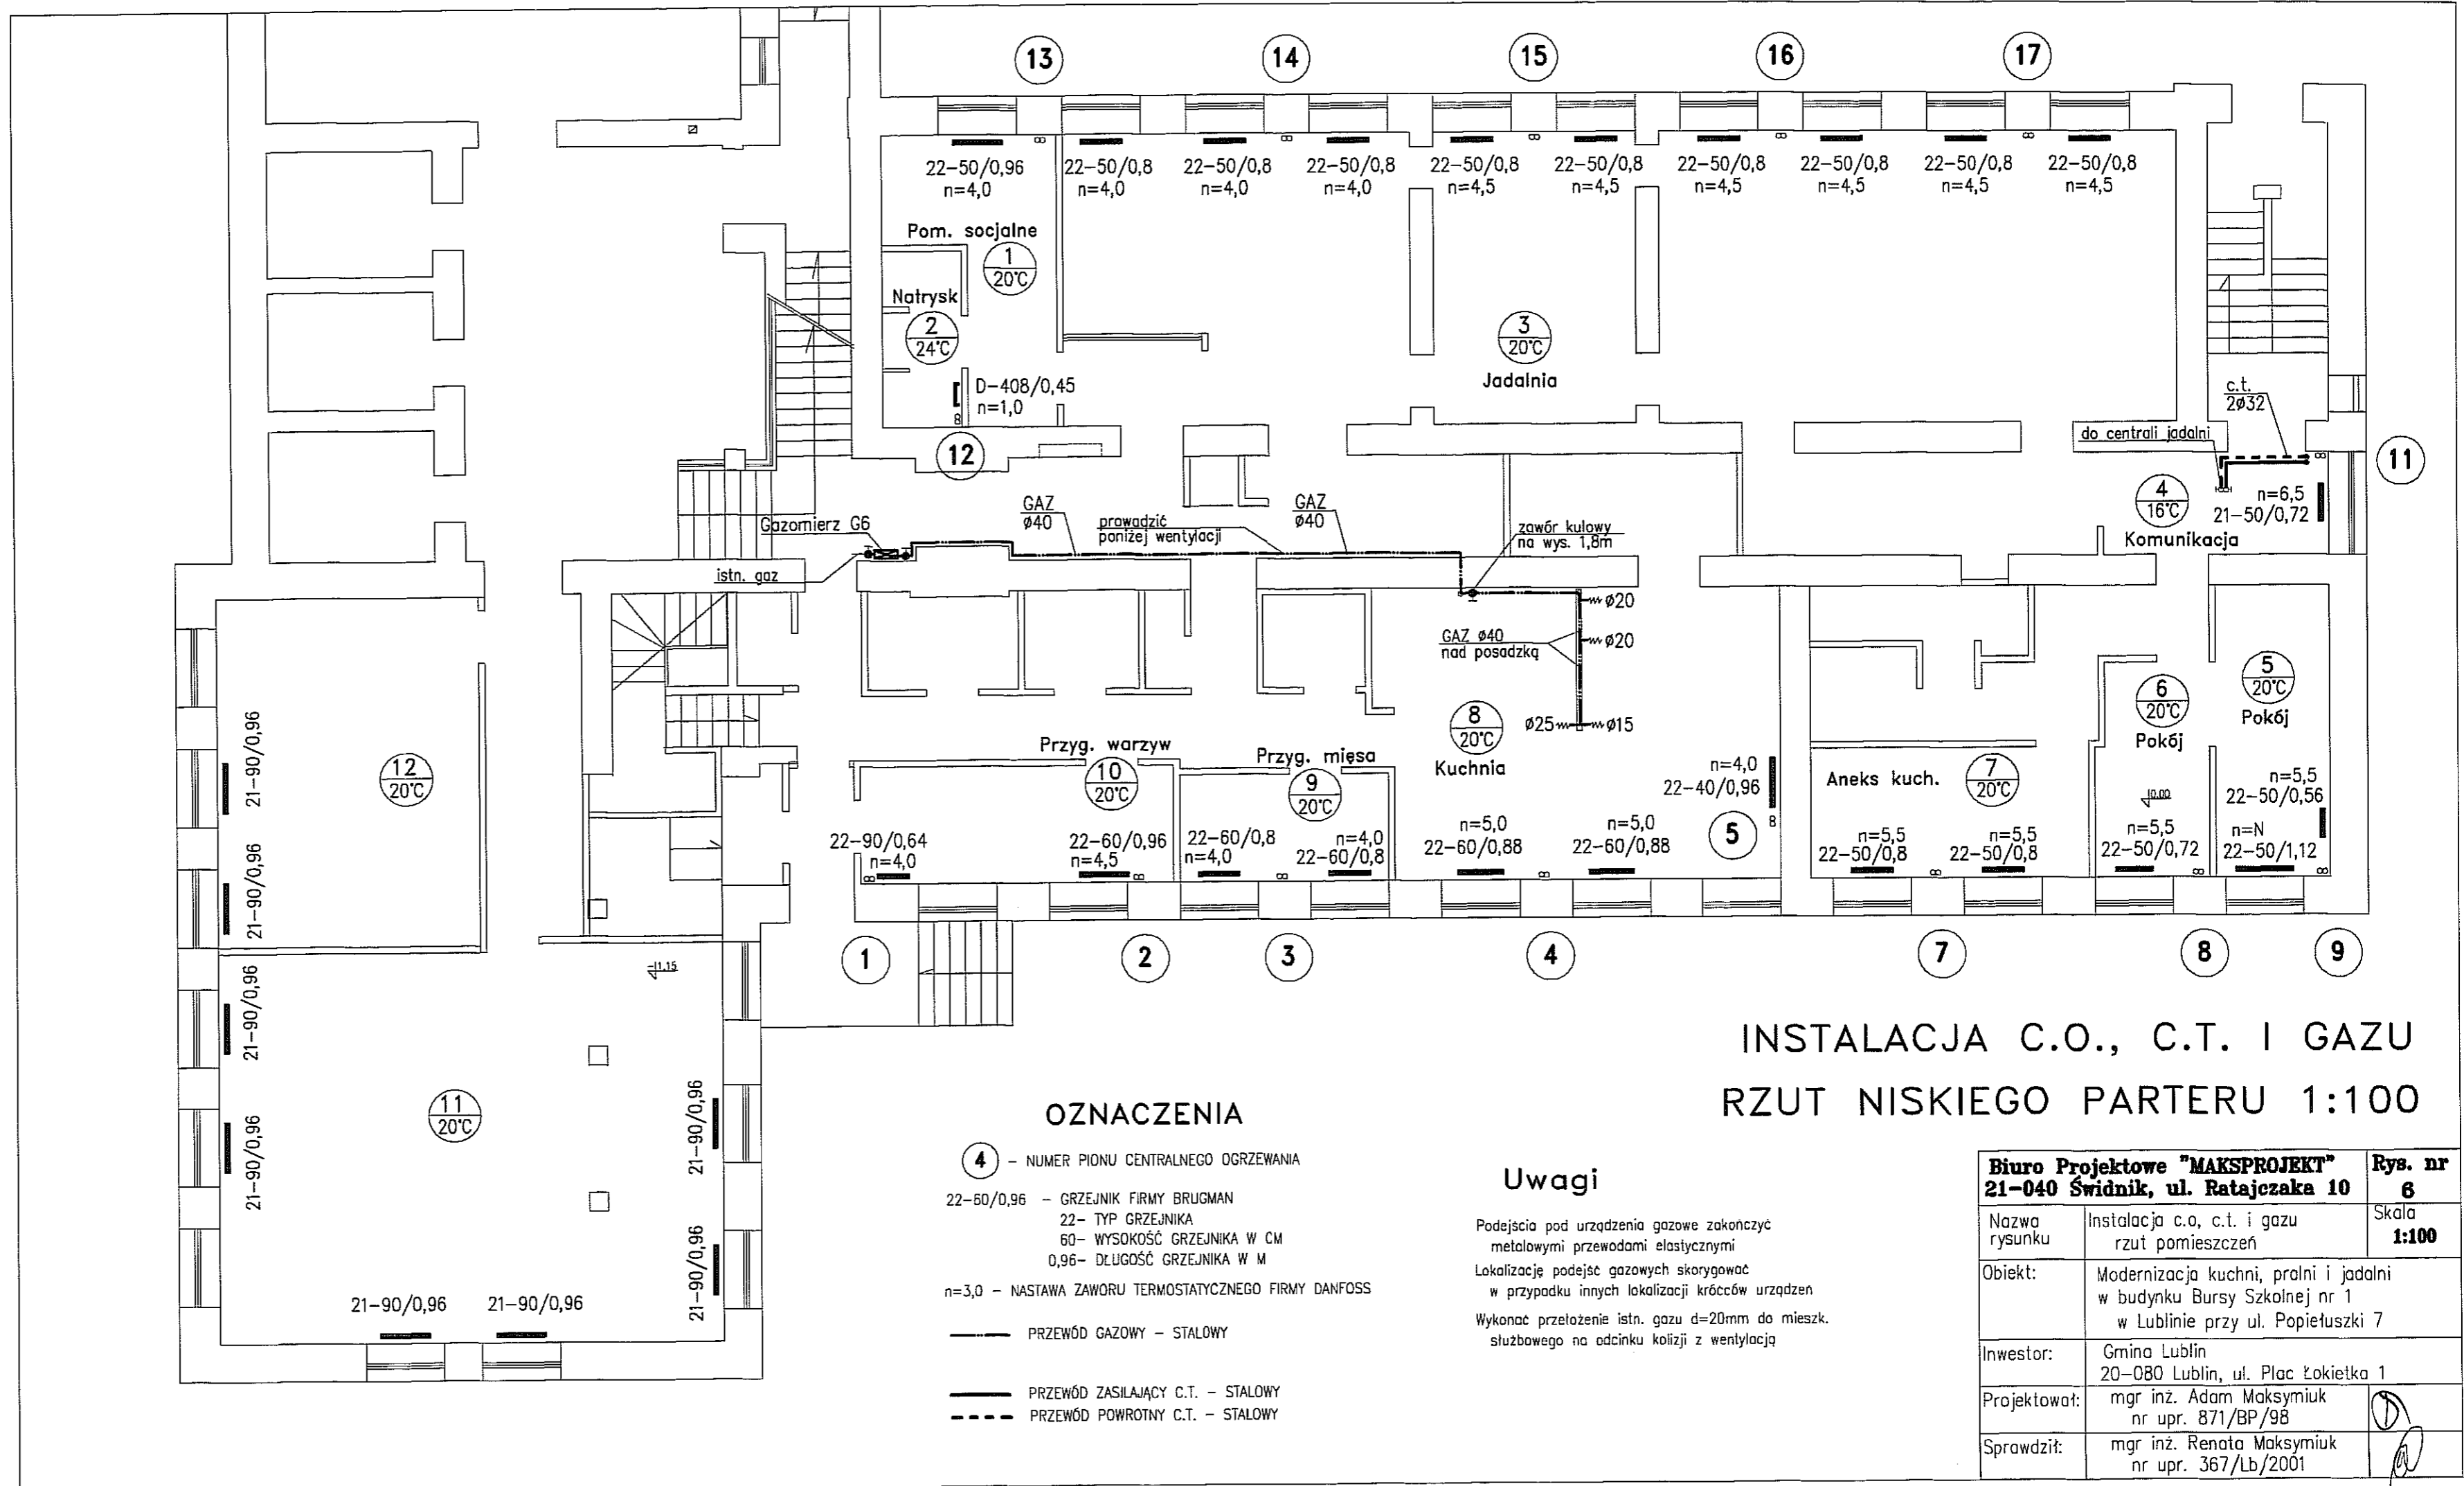 13
14
15
16
17
22-50/0,96
n=4,0
22-50/0,8
n=4,0
22-50/0,8
n=4,0
22-50/0,8
n=4,0
22-50/0,8
n=4,5
22-50/0,8
n=4,5
22-50/0,8
n=4,5
22-50/0,8
n=4,5
22-50/0,8
n=4,5
22-50/0,8
n=4,5
Pom. socjalne
1
20°C
Natrysk
2
24°C
D-408/0,45
n=1,0
3
20°C
Jadalnia
c.t.
2ø32
do centrali jadalni
12
11
4
16°C
Komunikacja
n=6,5
21-50/0,72
Gazomierz G6
istn. gaz
GAZ
ø40
prowadzić
poniżej wentylacji
GAZ
ø40
zawór kulowy
na wys. 1,8m
ø20
ø20
GAZ ø40
nad posadzką
ø25
ø15
8
20°C
Kuchnia
5
20°C
Pokój
6
20°C
Pokój
Przyg. warzyw
10
20°C
Przyg. mięsa
9
20°C
n=4,0
22-40/0,96
5
Aneks kuch.
7
20°C
±0.00
n=5,5
22-50/0,56
n=N
22-50/1,12
n=5,5
22-50/0,72
n=5,5
22-50/0,8
n=5,5
22-50/0,8
22-90/0,64
n=4,0
22-60/0,96
n=4,5
22-60/0,8
n=4,0
n=4,0
22-60/0,8
n=5,0
22-60/0,88
n=5,0
22-60/0,88
12
20°C
21-90/0,96
21-90/0,96
21-90/0,96
21-90/0,96
-1.15
11
20°C
21-90/0,96
21-90/0,96
21-90/0,96
21-90/0,96
1
2
3
4
7
8
9
INSTALACJA C.O., C.T. I GAZU
RZUT NISKIEGO PARTERU 1:100
OZNACZENIA
4 - NUMER PIONU CENTRALNEGO OGRZEWANIA
22-60/0,96 - GRZEJNIK FIRMY BRUGMAN
22- TYP GRZEJNIKA
60- WYSOKOŚĆ GRZEJNIKA W CM
0,96- DŁUGOŚĆ GRZEJNIKA W M
n=3,0 - NASTAWA ZAWORU TERMOSTATYCZNEGO FIRMY DANFOSS
PRZEWÓD GAZOWY - STALOWY
PRZEWÓD ZASILAJĄCY C.T. - STALOWY
PRZEWÓD POWROTNY C.T. - STALOWY
Uwagi
Podejścia pod urządzenia gazowe zakończyć
metalowymi przewodami elastycznymi
Lokalizację podejść gazowych skorygować
w przypadku innych lokalizacji króćców urządzeń
Wykonać przełożenie istn. gazu d=20mm do mieszk.
służbowego na odcinku kolizji z wentylacją
Biuro Projektowe "MAKSPROJEKT"
21-040 Świdnik, ul. Ratajczaka 10
Rys. nr
6
Nazwa
rysunku
Instalacja c.o, c.t. i gazu
rzut pomieszczeń
Skala
1:100
Obiekt:
Modernizacja kuchni, pralni i jadalni
w budynku Bursy Szkolnej nr 1
w Lublinie przy ul. Popiełuszki 7
Inwestor:
Gmina Lublin
20-080 Lublin, ul. Plac Łokietka 1
Projektował:
mgr inż. Adam Maksymiuk
nr upr. 871/BP/98
Sprawdził:
mgr inż. Renata Maksymiuk
nr upr. 367/Lb/2001